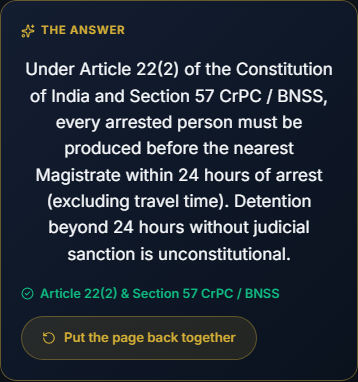 THE ANSWER
Under Article 22(2) of the Constitution
of India and Section 57 CrPC / BNSS,
every arrested person must be
produced before the nearest
Magistrate within 24 hours of arrest
(excluding travel time). Detention
beyond 24 hours without judicial
sanction is unconstitutional.
Article 22(2) & Section 57 CrPC / BNSS
Put the page back together